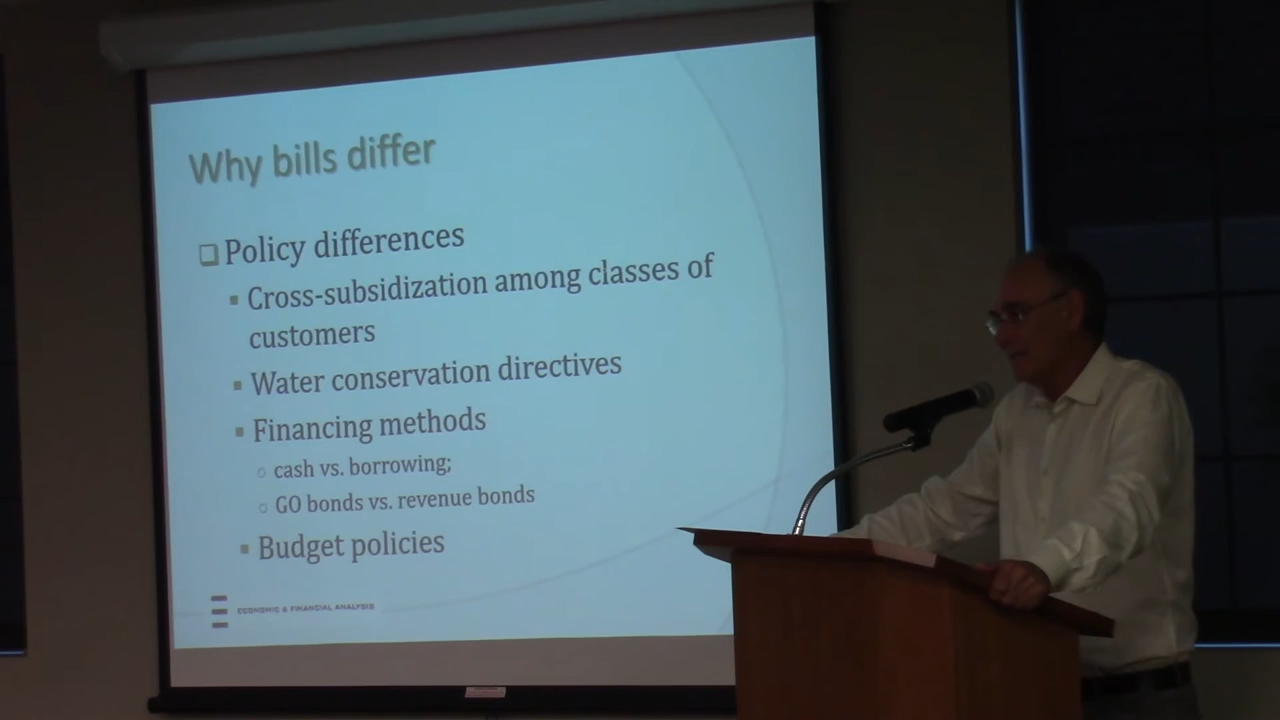 Why bills differ
Policy differences
Cross-subsidization among classes of
customers
Water conservation directives
Financing methods
cash vs. borrowing;
GO bonds vs. revenue bonds
Budget policies
ECONOMIC & FINANCIAL ANALYSIS